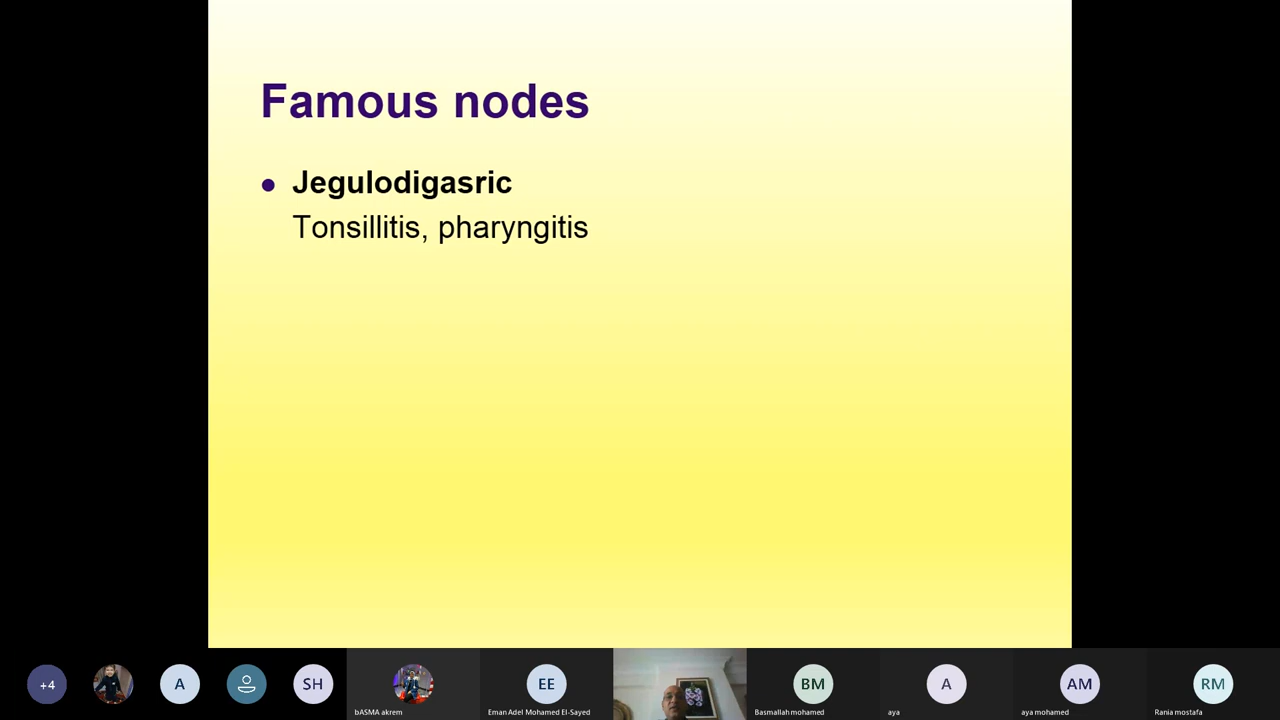 Famous nodes
Jegulodigasric
Tonsillitis, pharyngitis
+4
A
SH
bASMA akrem
EE
Eman Adel Mohamed El-Sayed
BM
Basmallah mohamed
A
aya
AM
aya mohamed
RM
Rania mostafa